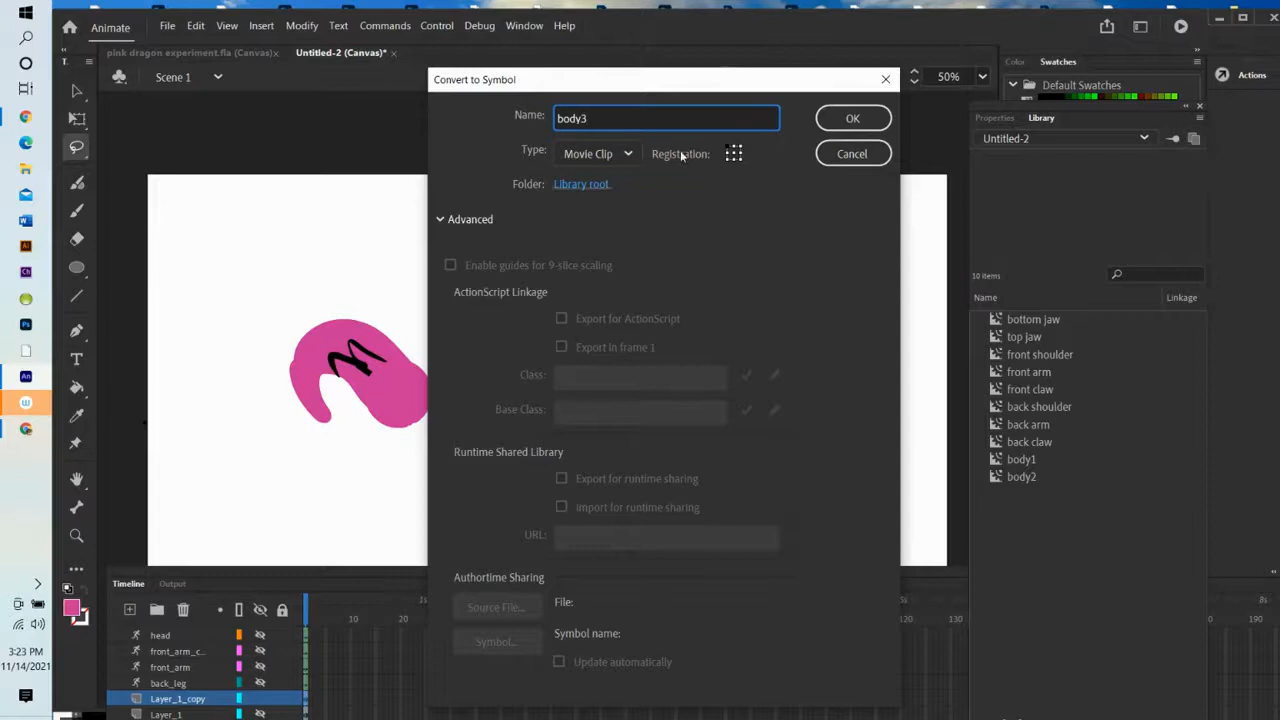 Animate File Edit View Insert Modify Text Commands Control Debug Window Help
pink dragon experiment.fla (Canvas) Untitled-2 (Canvas)*
Scene 1 50%
Color Swatches
Default Swatches
Actions
Convert to Symbol
Name: body3 OK
Type: Movie Clip Registration: Cancel
Folder: Library root
Advanced
Enable guides for 9-slice scaling
ActionScript Linkage
Export for ActionScript
Export in frame 1
Class:
Base Class:
Runtime Shared Library
Export for runtime sharing
Import for runtime sharing
URL:
Authortime Sharing
Source File... File:
Symbol... Symbol name:
Update automatically
Properties Library
Untitled-2
10 items
Name Linkage
bottom jaw
top jaw
front shoulder
front arm
front claw
back shoulder
back arm
back claw
body1
body2
Timeline Output
1s 5s 8s
10 20 120 130 190
head
front_arm_c...
front_arm
back_leg
Layer_1_copy
Layer_1
3:23 PM
11/14/2021